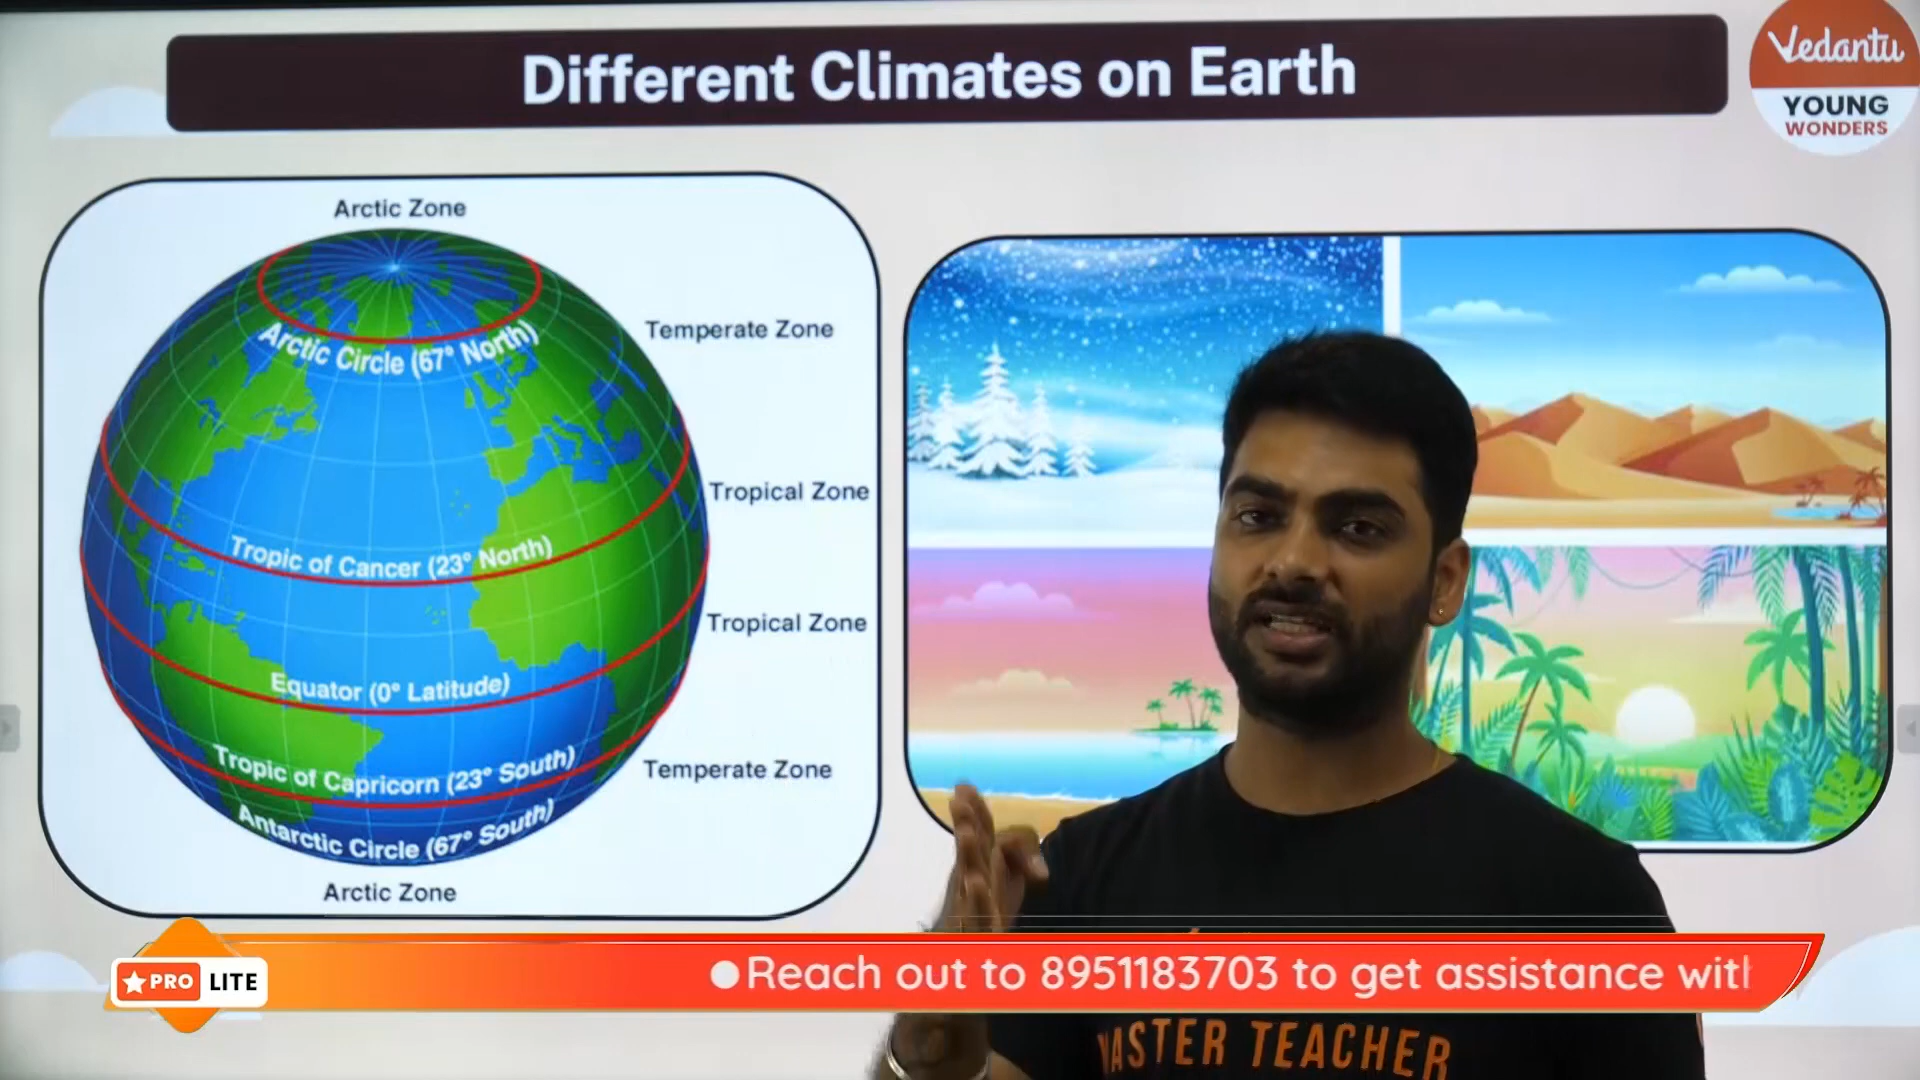 Different Climates on Earth
Vedantu
YOUNG
WONDERS
Arctic Zone
Arctic Circle (67° North)
Temperate Zone
Tropical Zone
Tropic of Cancer (23° North)
Tropical Zone
Equator (0° Latitude)
Tropic of Capricorn (23° South)
Temperate Zone
Antarctic Circle (67° South)
Arctic Zone
PRO LITE
Reach out to 8951183703 to get assistance
MASTER TEACHER